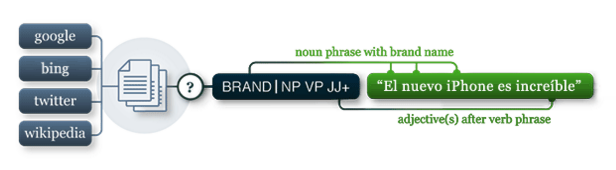 google
bing
twitter
wikipedia
?
noun phrase with brand name
BRAND|NP VP JJ+
“El nuevo iPhone es increíble”
adjective(s) after verb phrase